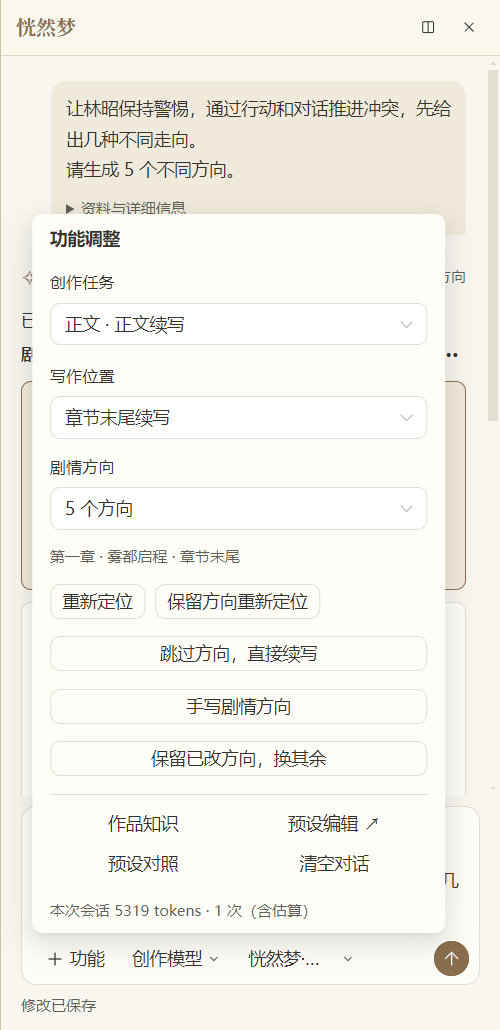 恍然梦
让林昭保持警惕，通过行动和对话推进冲突，先给
出几种不同走向。
请生成 5 个不同方向。
▶ 资料与详细信息
方向
功能调整
创作任务
正文 · 正文续写
写作位置
章节末尾续写
剧情方向
5 个方向
第一章 · 雾都启程 · 章节末尾
重新定位 保留方向重新定位
跳过方向，直接续写
手写剧情方向
保留已改方向，换其余
作品知识 预设编辑 ↗
预设对照 清空对话
几
本次会话 5319 tokens · 1 次（含估算）
+ 功能 创作模型 恍然梦·...
修改已保存